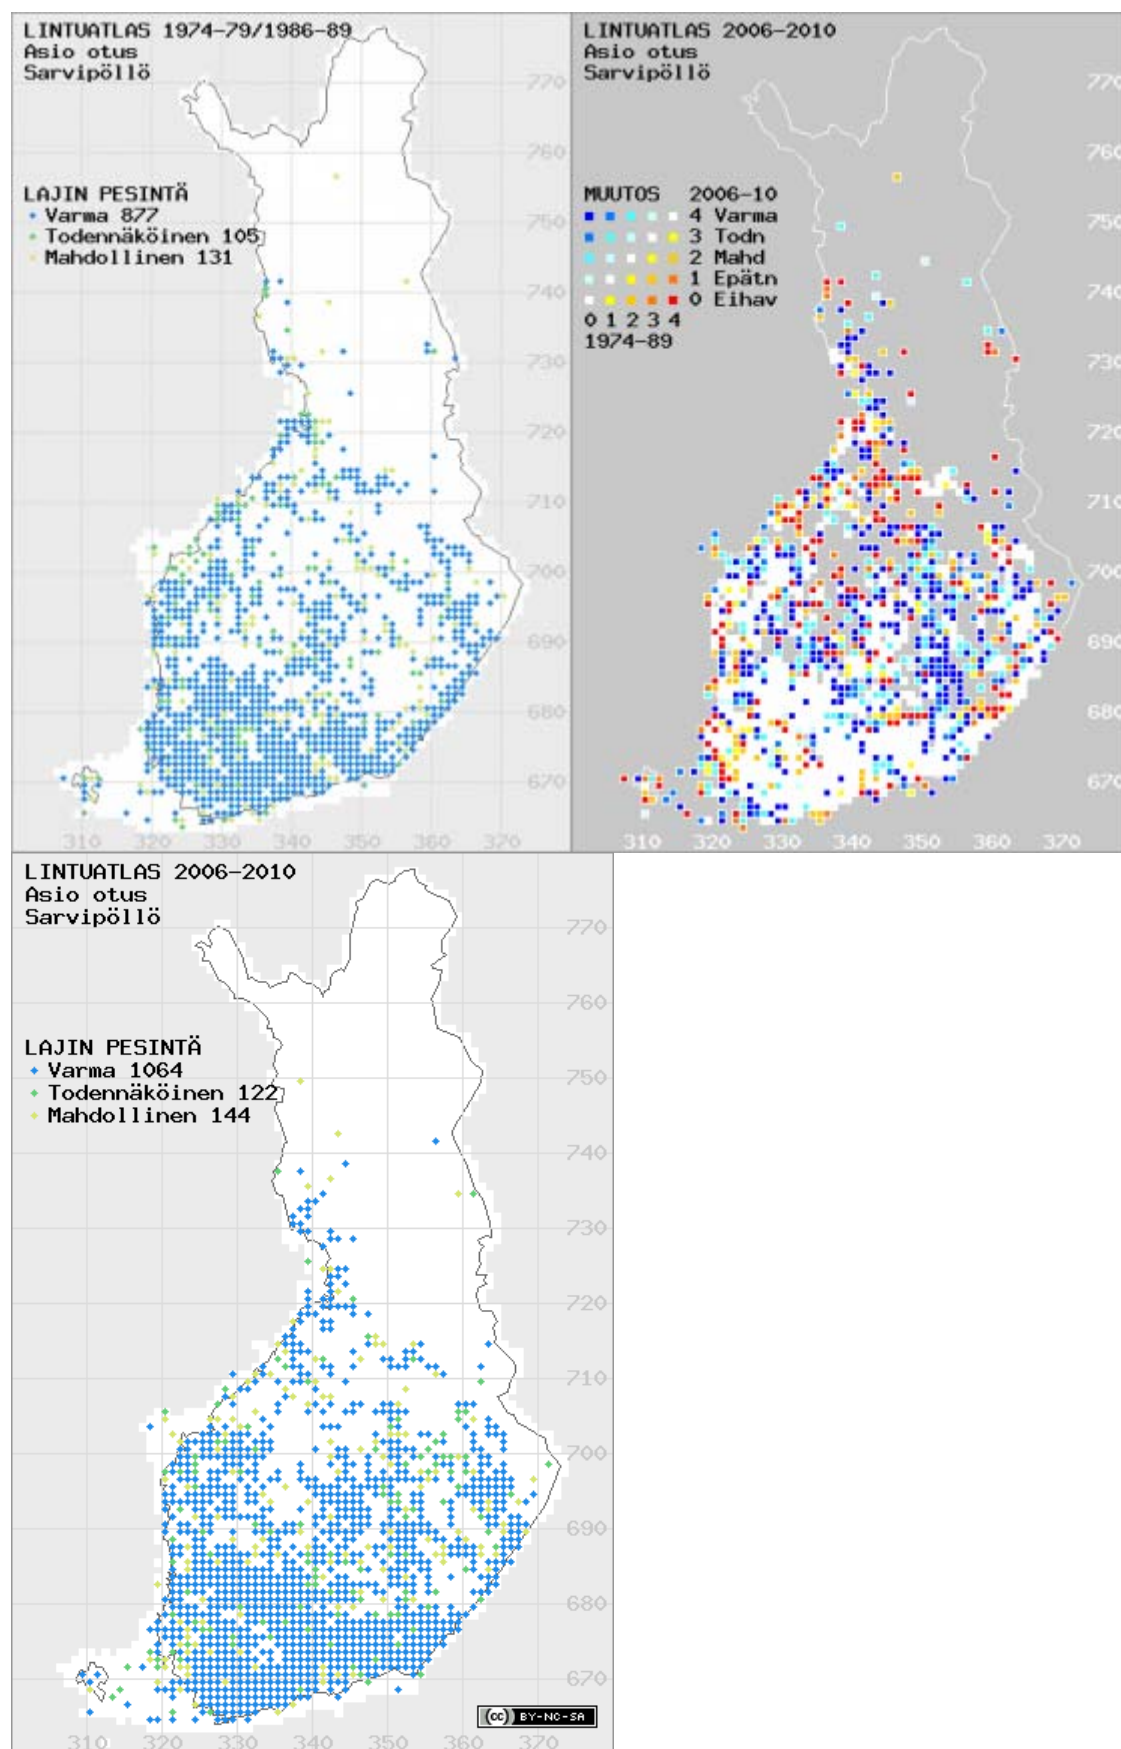 LINTUATLAS 1974-79/1986-89
Asio otus
Sarvipöllö
770
760
LAJIN PESINTÄ
Varma 877
750
Todennäköinen 105
Mahdollinen 131
740
730
720
710
700
690
680
670
310 320 330 340 350 360 370
LINTUATLAS 2006-2010
Asio otus
Sarvipöllö
770
760
MUUTOS 2006-10
4 Varma
750
3 Todn
2 Mahd
1 Epätn
740
0 Eihav
0 1 2 3 4
1974-89
730
720
710
700
690
680
670
310 320 330 340 350 360 370
LINTUATLAS 2006-2010
Asio otus
Sarvipöllö
770
760
LAJIN PESINTÄ
Varma 1064
750
Todennäköinen 122
Mahdollinen 144
740
730
720
710
700
690
680
670
cc BY-NC-SA
310 320 330 340 350 360 370